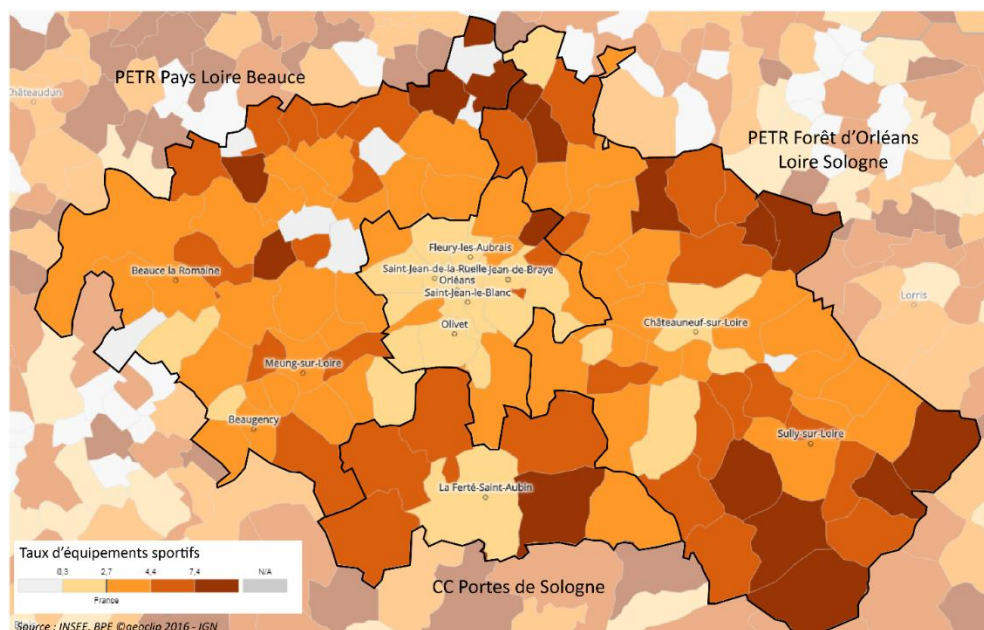 PETR Pays Loire Beauce
Châteaudun
PETR Forêt d'Orléans
Loire Sologne
Fleury-les-Aubrais
Saint-Jean-de-la-Ruelle
Jean-de-Braye
Beauce la Romaine
Orléans
Saint-Jean-le-Blanc
Lorris
Châteauneuf-sur-Loire
Olivet
Meung-sur-Loire
Beaugency
Sully-sur-Loire
La Ferté-Saint-Aubin
Taux d'équipements sportifs
0,3 2,7 4,4 7,4 N/A
France
CC Portes de Sologne
Source : INSEE, BPE ©geoclip 2016 - IGN